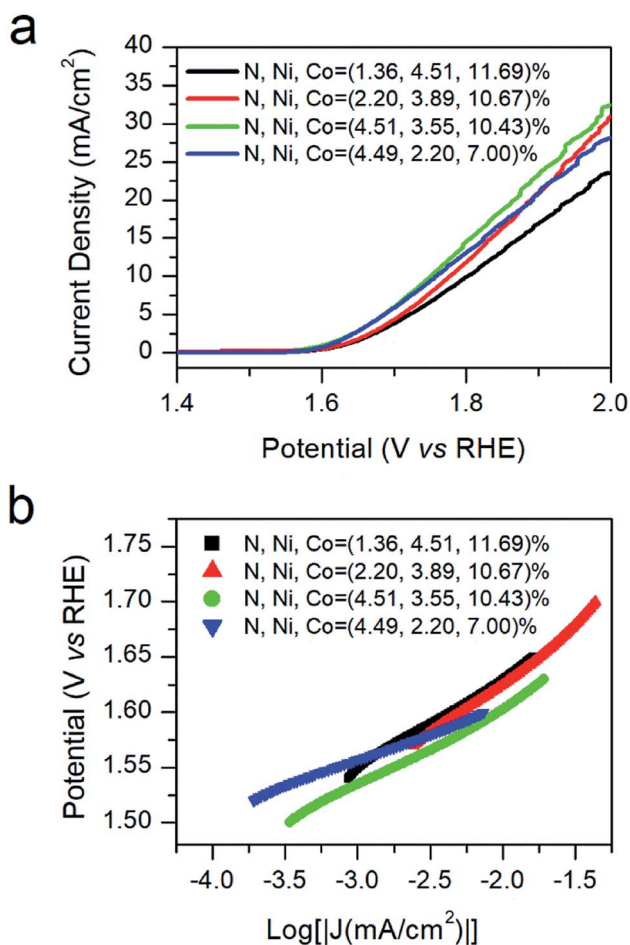 a
40
35
30
25
20
15
10
5
0
Current Density (mA/cm²)
N, Ni, Co=(1.36, 4.51, 11.69)%
N, Ni, Co=(2.20, 3.89, 10.67)%
N, Ni, Co=(4.51, 3.55, 10.43)%
N, Ni, Co=(4.49, 2.20, 7.00)%
1.4 1.6 1.8 2.0
Potential (V vs RHE)
b
1.75
1.70
1.65
1.60
1.55
1.50
Potential (V vs RHE)
N, Ni, Co=(1.36, 4.51, 11.69)%
N, Ni, Co=(2.20, 3.89, 10.67)%
N, Ni, Co=(4.51, 3.55, 10.43)%
N, Ni, Co=(4.49, 2.20, 7.00)%
-4.0 -3.5 -3.0 -2.5 -2.0 -1.5
Log[|J(mA/cm²)|]